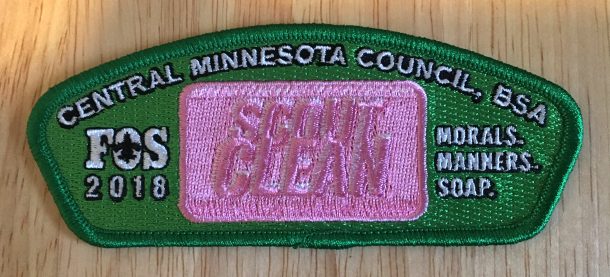 CENTRAL MINNESOTA COUNCIL, BSA
FOS
2018
SCOUT
CLEAN
MORALS.
MANNERS.
SOAP.